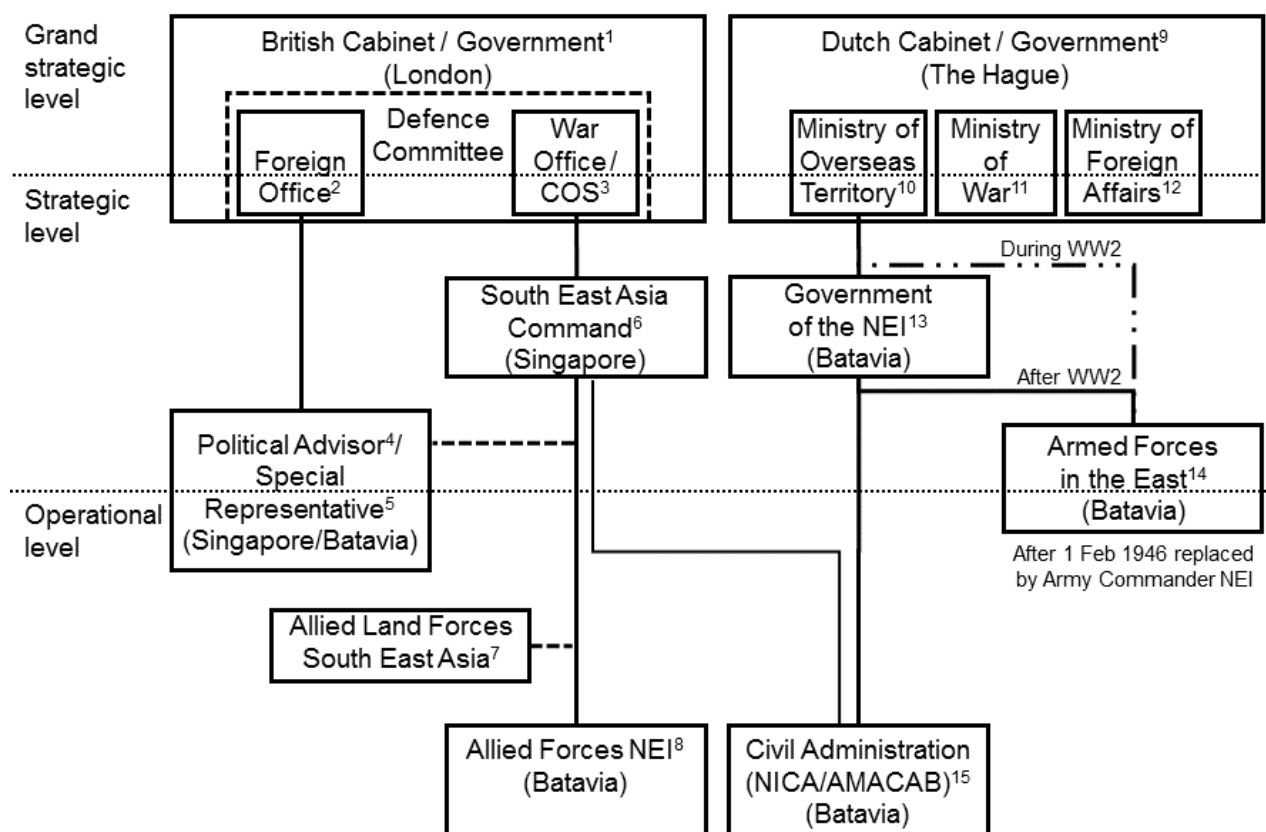 Grand
strategic
level
British Cabinet / Government¹
(London)
Defence
Committee
Foreign
Office²
War
Office /
COS³
Dutch Cabinet / Government⁹
(The Hague)
Ministry of
Overseas
Territory¹⁰
Ministry
of
War¹¹
Ministry of
Foreign
Affairs¹²
Strategic
level
During WW2
South East Asia
Command⁶
(Singapore)
Government
of the NEI¹³
(Batavia)
After WW2
Political Advisor⁴/
Special
Representative⁵
(Singapore/Batavia)
Armed Forces
in the East¹⁴
(Batavia)
After 1 Feb 1946 replaced
by Army Commander NEI
Operational
level
Allied Land Forces
South East Asia⁷
Allied Forces NEI⁸
(Batavia)
Civil Administration
(NICA/AMACAB)¹⁵
(Batavia)